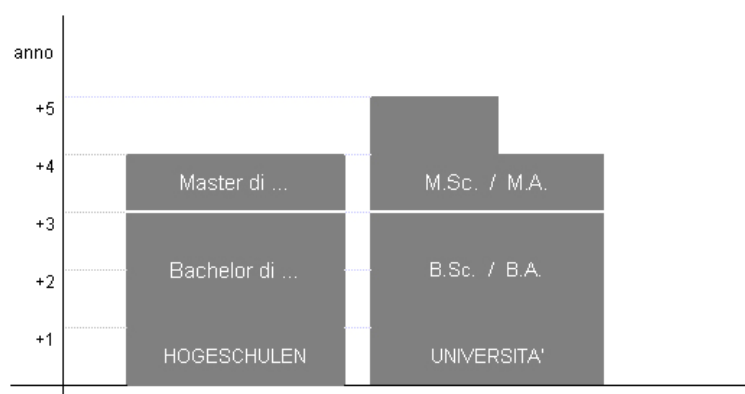 anno
+5
+4
Master di ... M.Sc. / M.A.
+3
Bachelor di ... B.Sc. / B.A.
+2
+1
HOGESCHULEN UNIVERSITA'